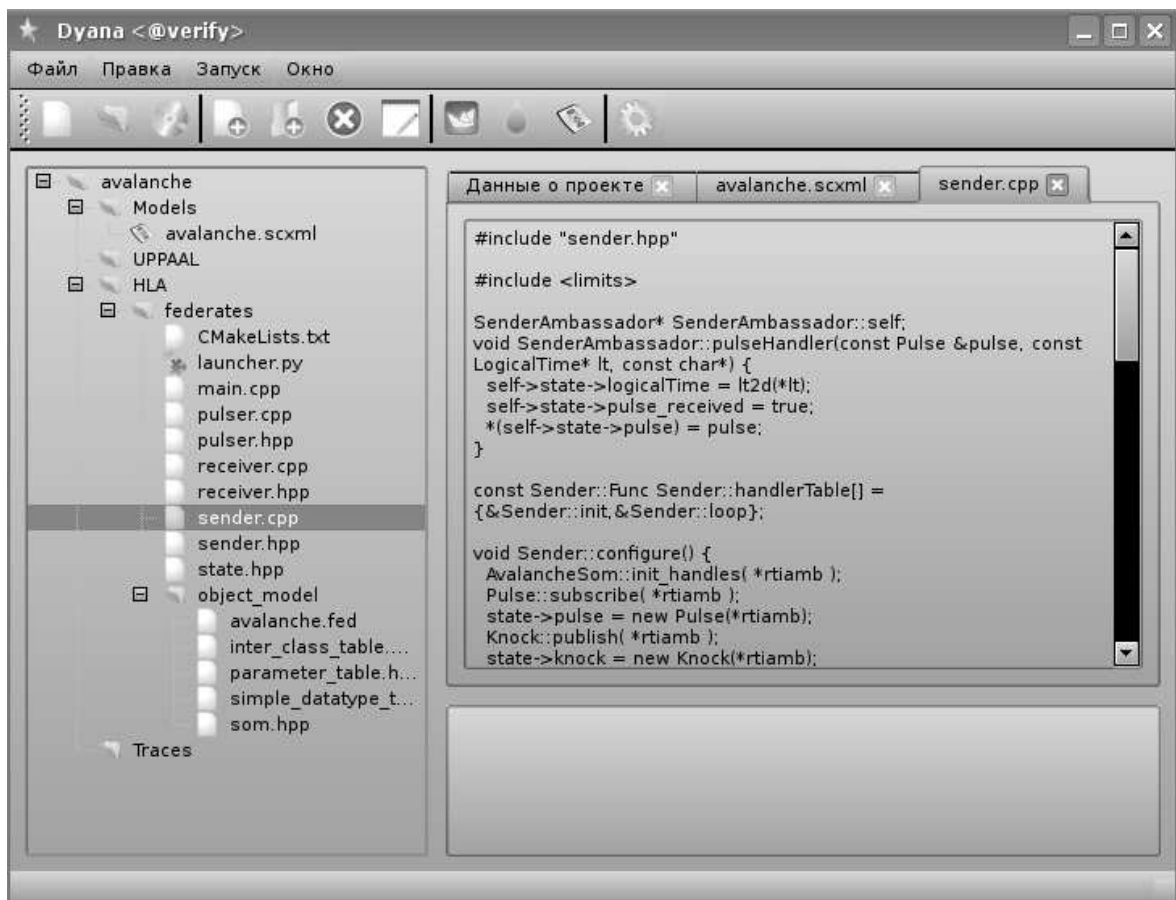 Dyana <@verify>
Файл Правка Запуск Окно
avalanche
Models
avalanche.scxml
UPPAAL
HLA
federates
CMakeLists.txt
launcher.py
main.cpp
pulser.cpp
pulser.hpp
receiver.cpp
receiver.hpp
sender.cpp
sender.hpp
state.hpp
object_model
avalanche.fed
inter_class_table....
parameter_table.h...
simple_datatype_t...
som.hpp
Traces
Данные о проекте avalanche.scxml sender.cpp
#include "sender.hpp"
#include <limits>
SenderAmbassador* SenderAmbassador::self;
void SenderAmbassador::pulseHandler(const Pulse &pulse, const
LogicalTime* lt, const char*) {
self->state->logicalTime = lt2d(*lt);
self->state->pulse_received = true;
*(self->state->pulse) = pulse;
}
const Sender::Func Sender::handlerTable[] =
{&Sender::init,&Sender::loop};
void Sender::configure() {
AvalancheSom::init_handles( *rtiamb );
Pulse::subscribe( *rtiamb );
state->pulse = new Pulse(*rtiamb);
Knock::publish( *rtiamb );
state->knock = new Knock(*rtiamb);